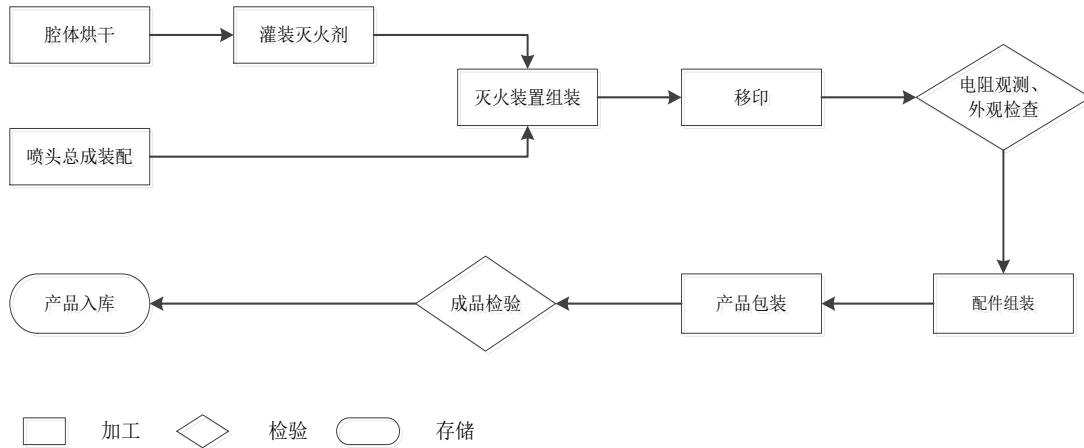 腔体烘干
灌装灭火剂
灭火装置组装
移印
电阻观测、
外观检查
喷头总成装配
产品入库
成品检验
产品包装
配件组装
加工
检验
存储